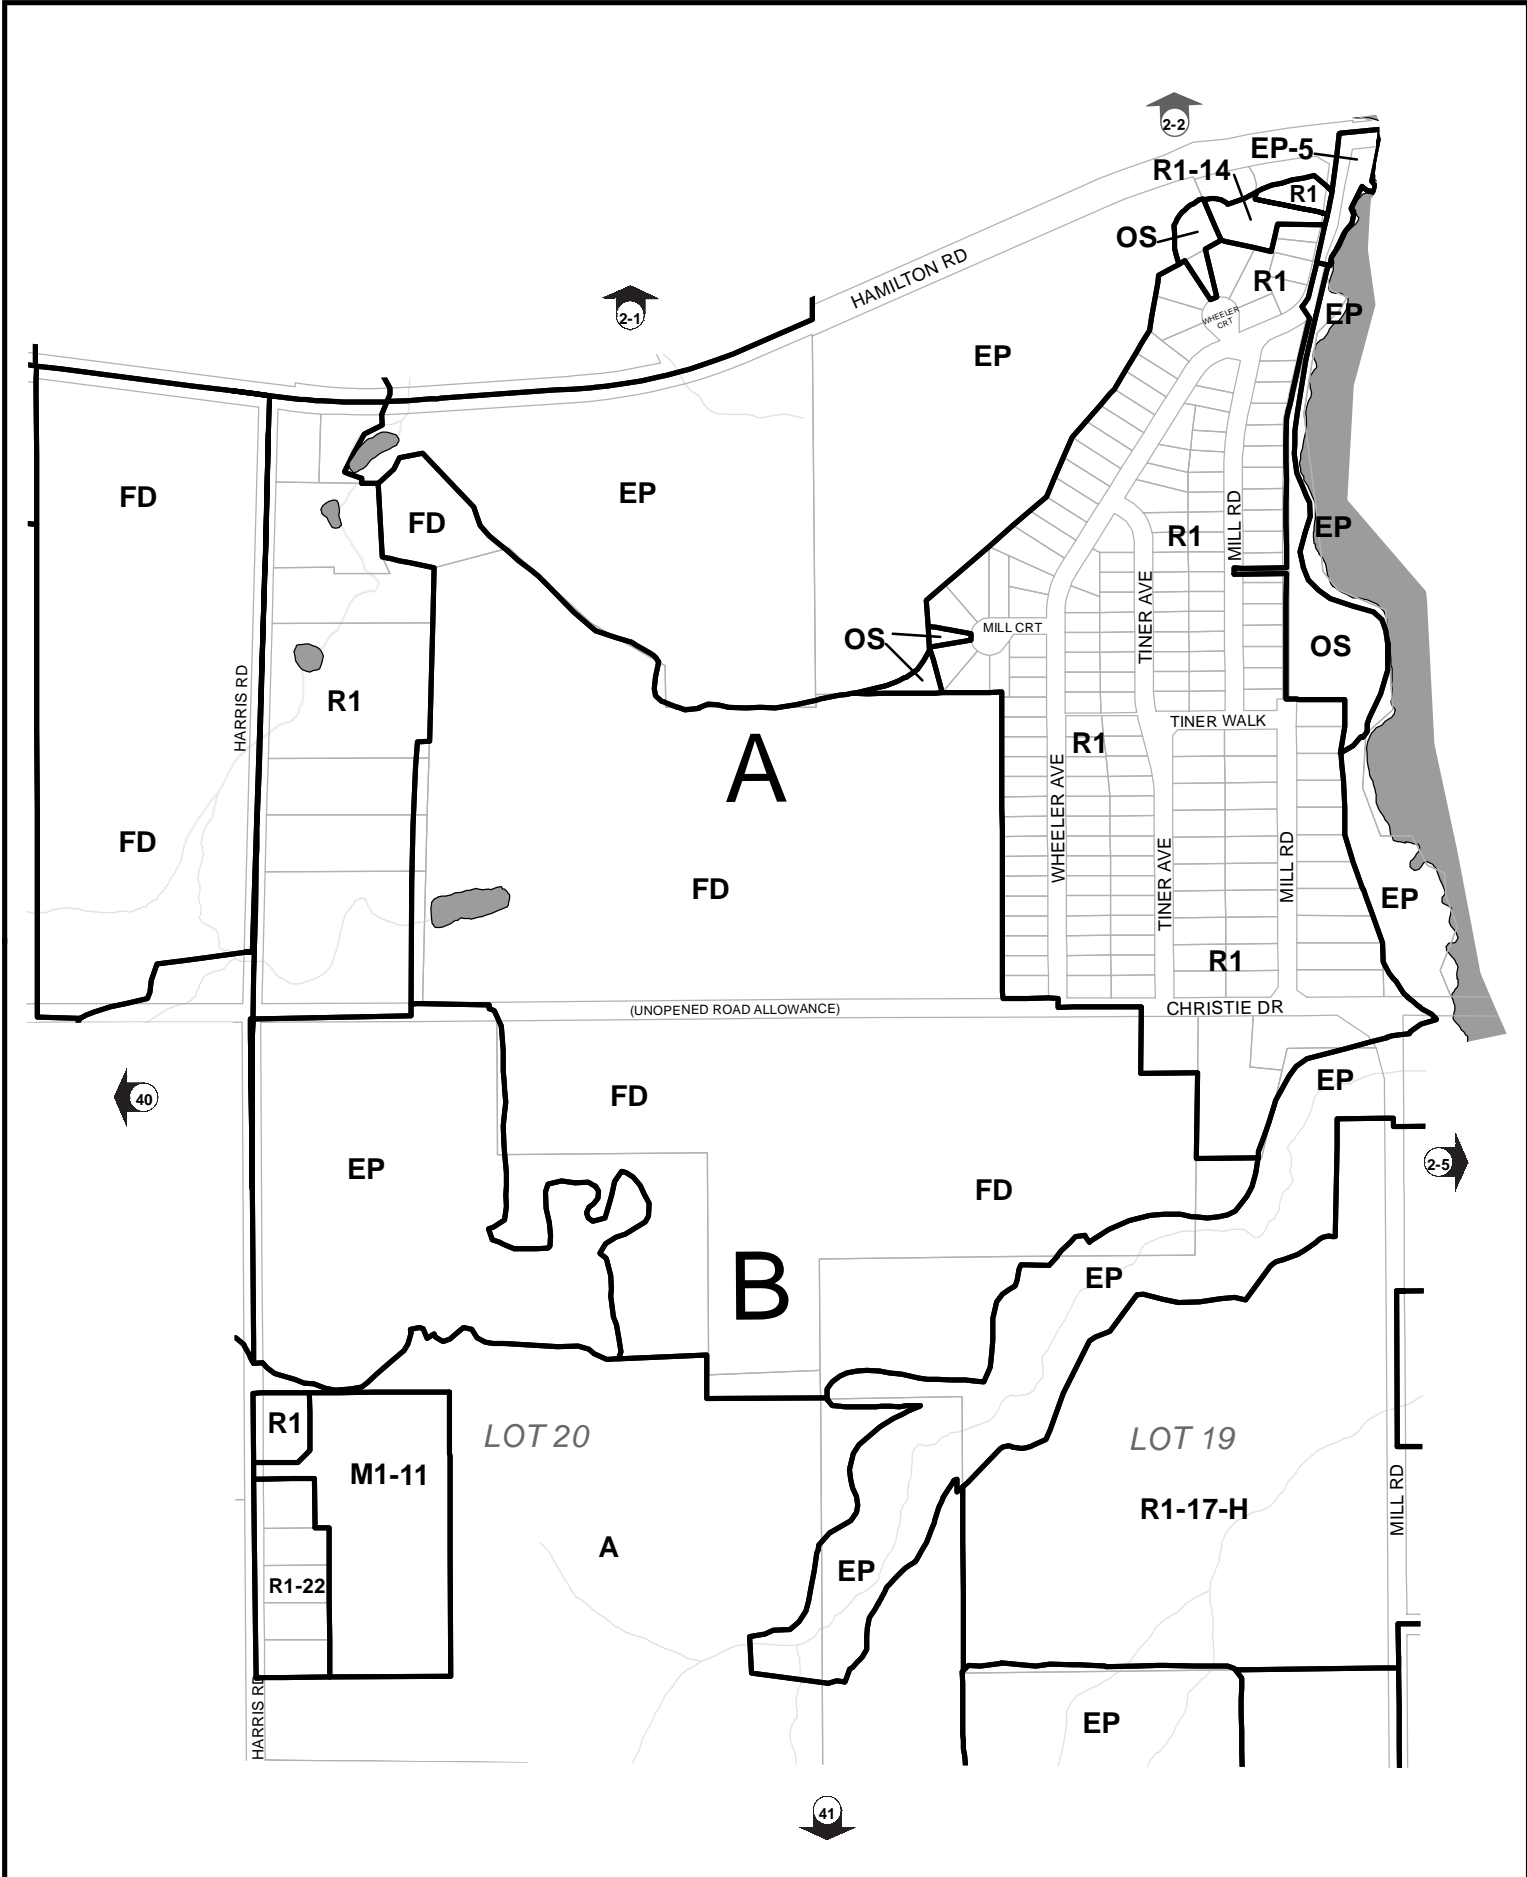 2-2
EP-5
R1-14
R1
OS
HAMILTON RD
R1
2-1
EP
WHEELER
CRT
EP
FD
EP
FD
EP
R1
MILL RD
TINER AVE
MILL CRT
OS
OS
HARRIS RD
R1
TINER WALK
R1
A
WHEELER AVE
FD
TINER AVE
MILL RD
FD
EP
R1
(UNOPENED ROAD ALLOWANCE)
CHRISTIE DR
EP
40
FD
EP
2-5
FD
B
EP
R1
LOT 20
LOT 19
M1-11
R1-17-H
MILL RD
A
EP
R1-22
HARRIS RD
EP
41